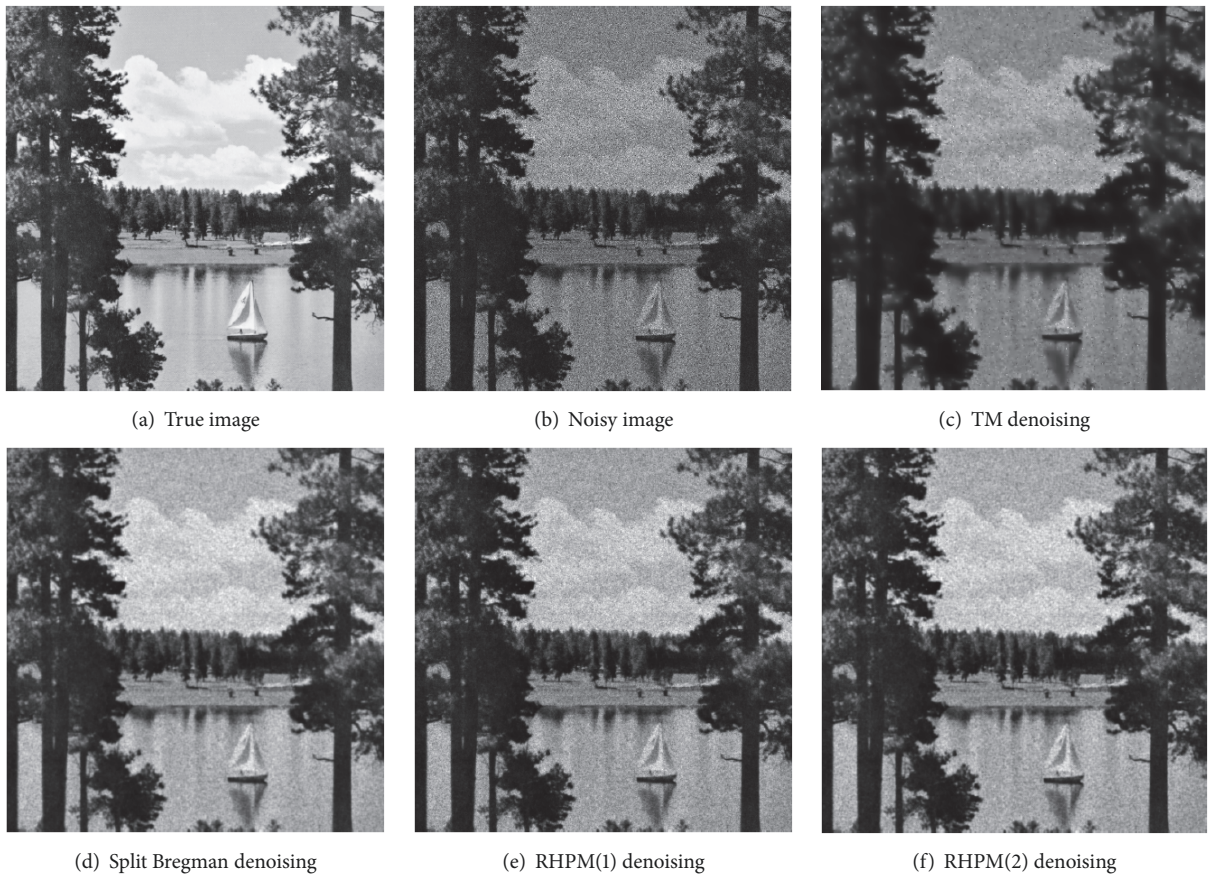 (a) True image
(b) Noisy image
(c) TM denoising
(d) Split Bregman denoising
(e) RHPM(1) denoising
(f) RHPM(2) denoising